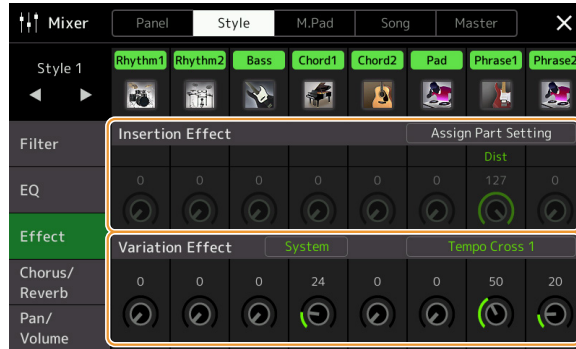 Mixer
Panel Style M.Pad Song Master
Style 1
Rhythm1 Rhythm2 Bass Chord1 Chord2 Pad Phrase1 Phrase2
Filter
EQ
Effect
Chorus/
Reverb
Pan/
Volume
Insertion Effect Assign Part Setting
Dist
0 0 0 0 0 0 127 0
Variation Effect System Tempo Cross 1
0 0 0 24 0 0 50 20